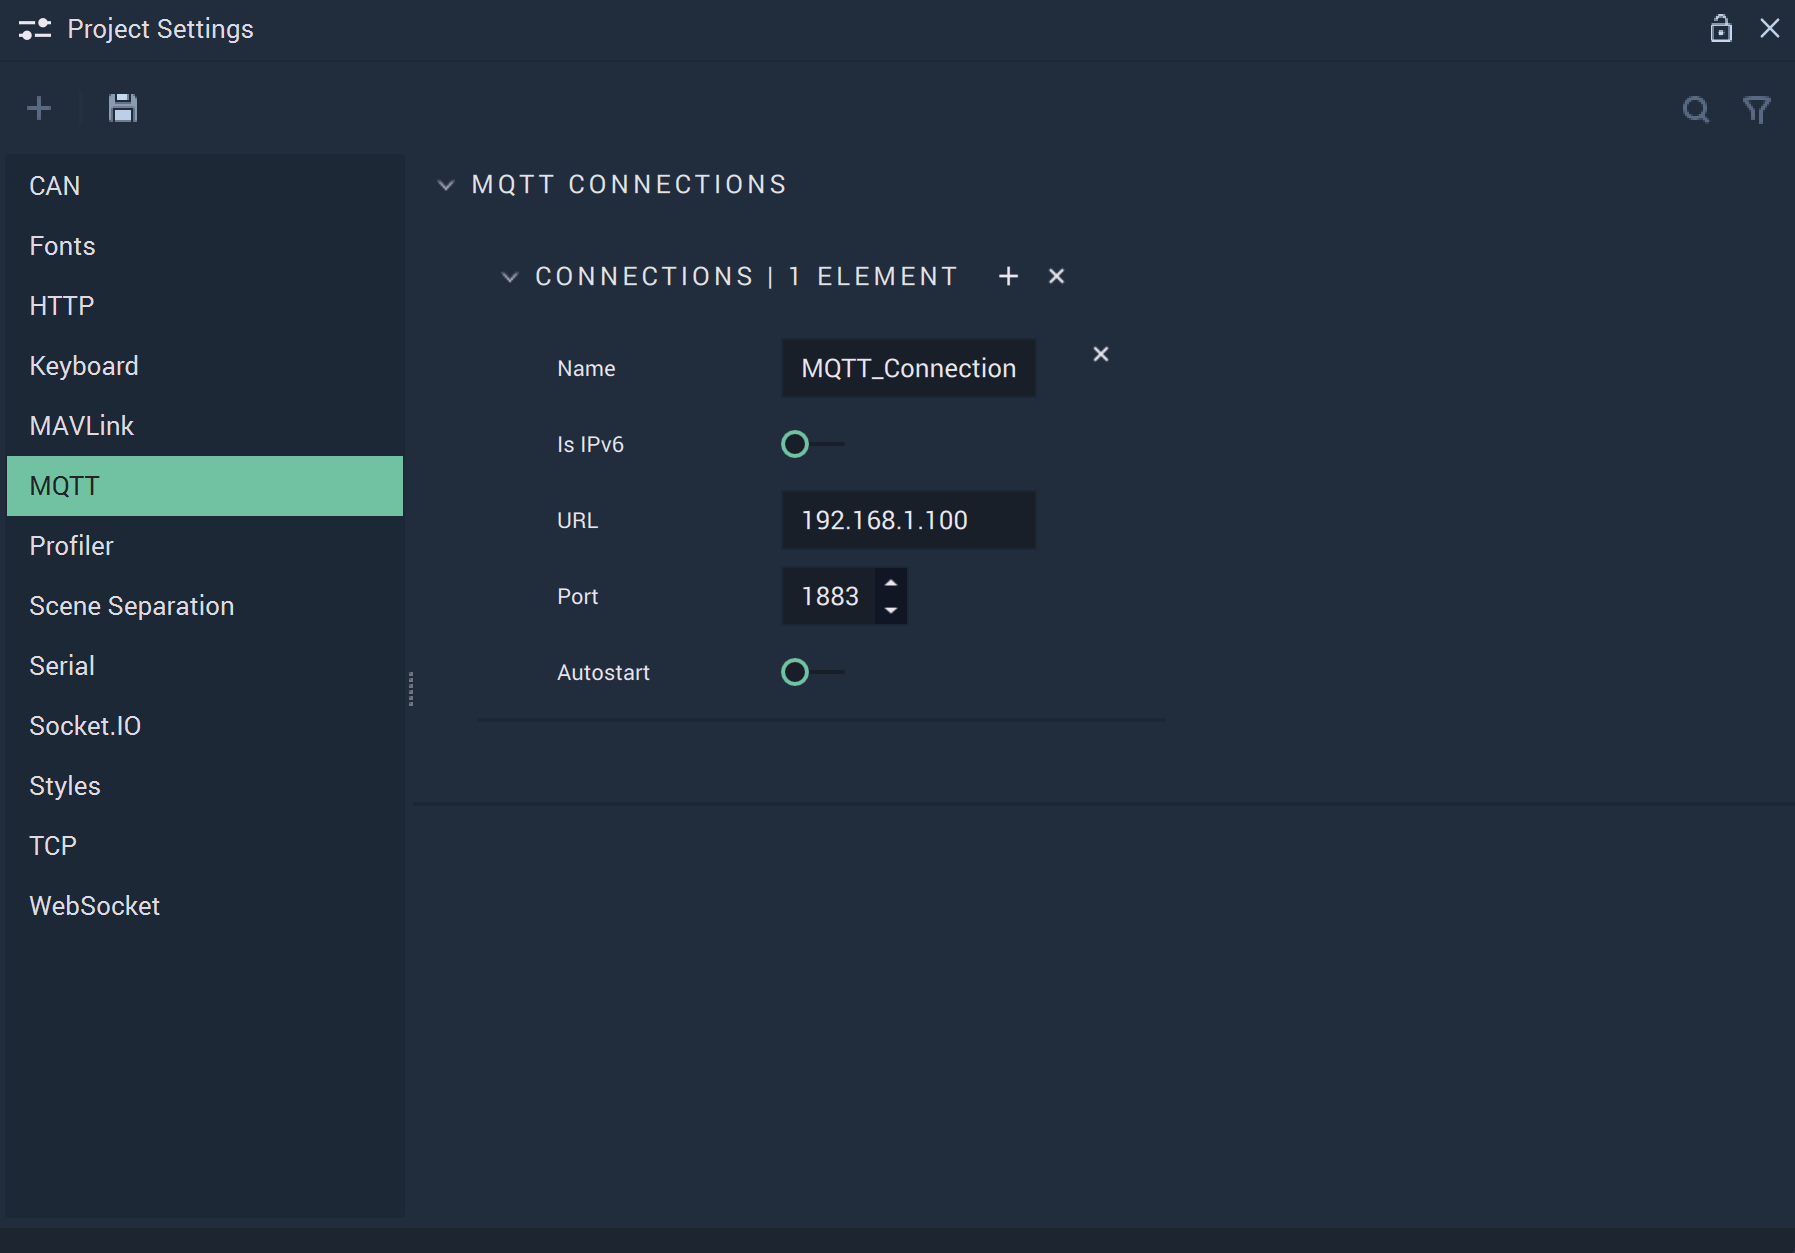 Project Settings
CAN
Fonts
HTTP
Keyboard
MAVLink
MQTT
Profiler
Scene Separation
Serial
Socket.IO
Styles
TCP
WebSocket
MQTT CONNECTIONS
CONNECTIONS | 1 ELEMENT
Name MQTT_Connection
Is IPv6
URL 192.168.1.100
Port 1883
Autostart